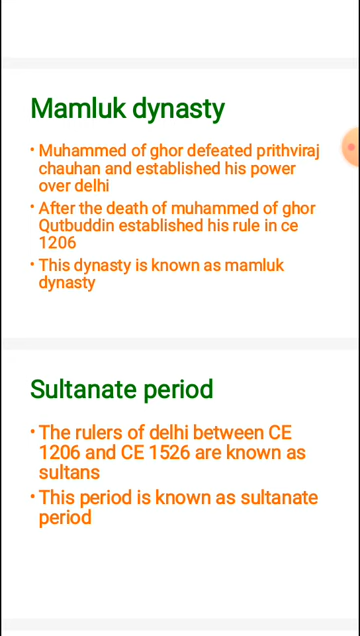 Mamluk dynasty
• Muhammed of ghor defeated prithviraj
chauhan and established his power
over delhi
• After the death of muhammed of ghor
Qutbuddin established his rule in ce
1206
• This dynasty is known as mamluk
dynasty
Sultanate period
• The rulers of delhi between CE
1206 and CE 1526 are known as
sultans
• This period is known as sultanate
period